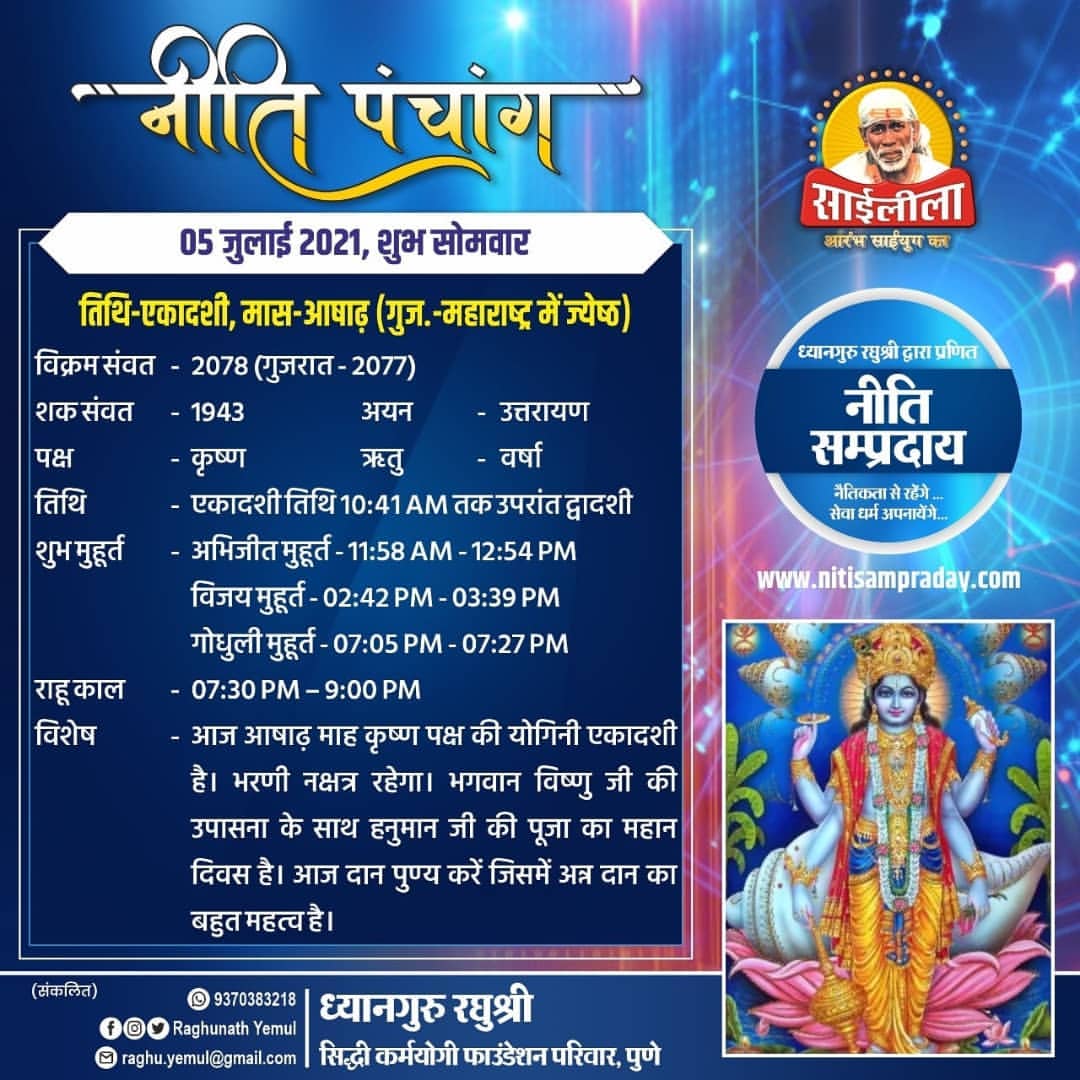 नीति पंचांग
साईलीला
आरंभ साईयुग का
05 जुलाई 2021, शुभ सोमवार
तिथि-एकादशी, मास-आषाढ़ (गुज.-महाराष्ट्र में ज्येष्ठ)
विक्रम संवत - 2078 (गुजरात - 2077)
शक संवत - 1943 अयन - उत्तरायण
पक्ष - कृष्ण ऋतु - वर्षा
तिथि - एकादशी तिथि 10:41 AM तक उपरांत द्वादशी
शुभ मुहूर्त - अभिजीत मुहूर्त - 11:58 AM - 12:54 PM
विजय मुहूर्त - 02:42 PM - 03:39 PM
गोधुली मुहूर्त - 07:05 PM - 07:27 PM
राहू काल - 07:30 PM – 9:00 PM
विशेष - आज आषाढ़ माह कृष्ण पक्ष की योगिनी एकादशी
है। भरणी नक्षत्र रहेगा। भगवान विष्णु जी की
उपासना के साथ हनुमान जी की पूजा का महान
दिवस है। आज दान पुण्य करें जिसमें अन्न दान का
बहुत महत्व है।
ध्यानगुरु रघुश्री द्वारा प्रणित
नीति
सम्प्रदाय
नैतिकता से रहेंगे ...
सेवा धर्म अपनायेंगे...
www.nitisampraday.com
(संकलित)
9370383218
Raghunath Yemul
raghu.yemul@gmail.com
ध्यानगुरु रघुश्री
सिद्धी कर्मयोगी फाउंडेशन परिवार, पुणे